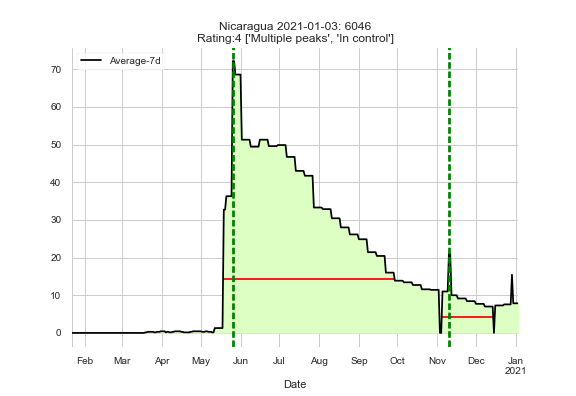 Nicaragua 2021-01-03: 6046
Rating:4 ['Multiple peaks', 'In control']
Average-7d
70
60
50
40
30
20
10
0
Feb Mar Apr May Jun Jul Aug Sep Oct Nov Dec Jan
2021
Date